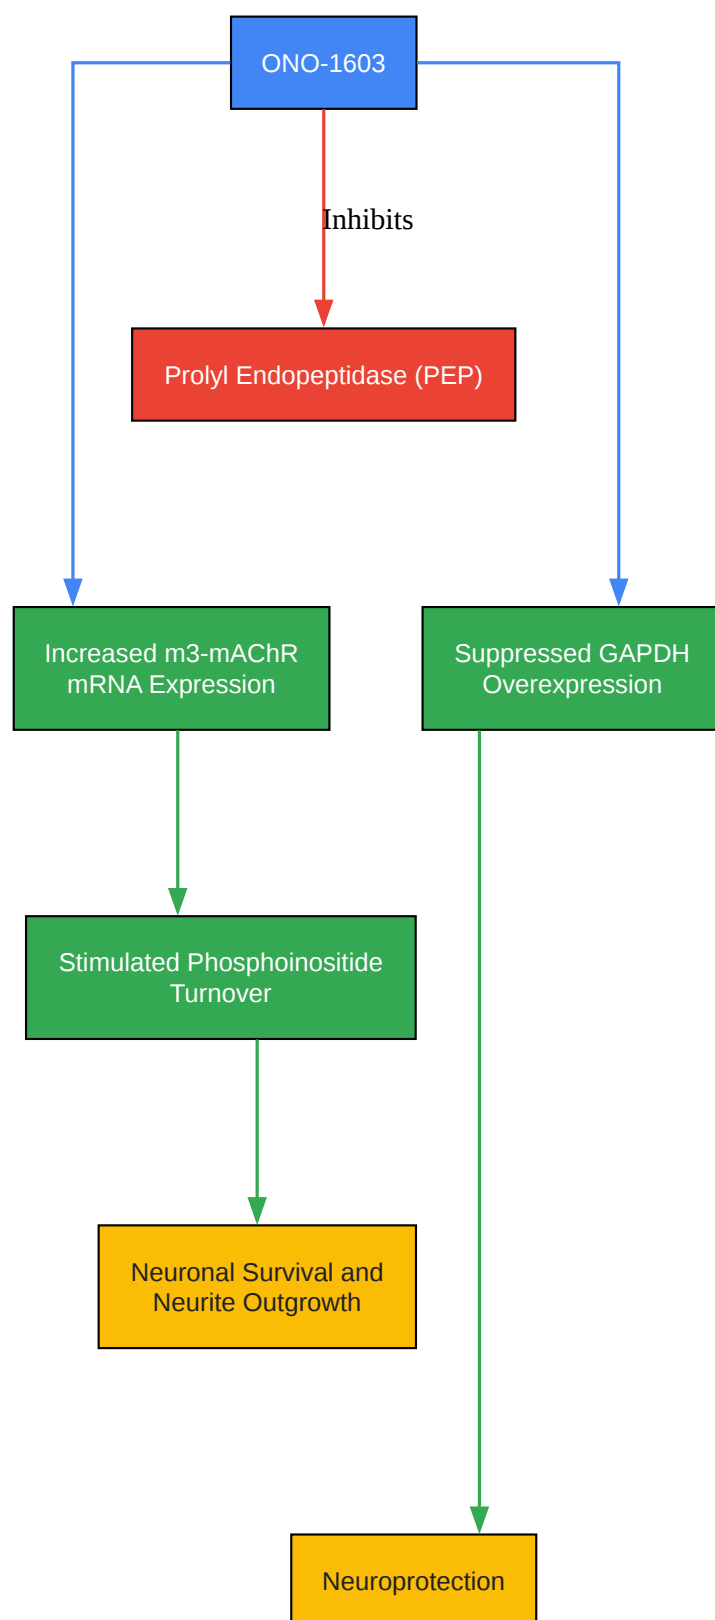 ONO-1603
Inhibits
Prolyl Endopeptidase (PEP)
Increased m3-mAChR
mRNA Expression
Suppressed GAPDH
Overexpression
Stimulated Phosphoinositide
Turnover
Neuronal Survival and
Neurite Outgrowth
Neuroprotection